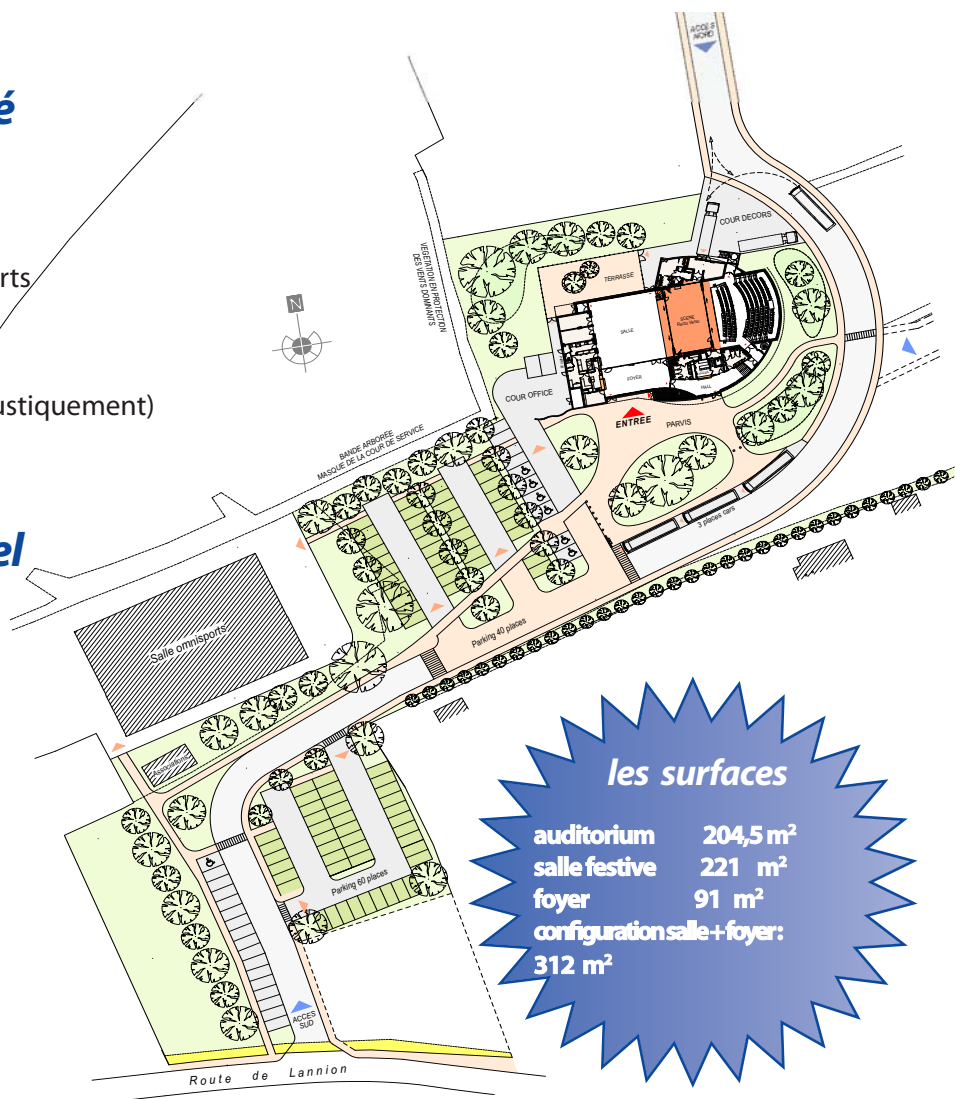 ACCES
NORD
é
rts
ustiquement)
el
N
VEGETATION EN PROTECTION
DES VENTS DOMINANTS
COUR DECORS
TERRASSE
SALLE
SCENE
FOYER
HALL
COUR OFFICE
ENTREE
PARVIS
BANDE ARBORÉE
MASQUE DE LA COUR DE SERVICE
3 places cars
Parking 40 places
Salle omnisports
Associations
Parking 60 places
ACCES
SUD
Route de Lannion
les surfaces
auditorium 204,5 m²
salle festive 221 m²
foyer 91 m²
configuration salle + foyer :
312 m²